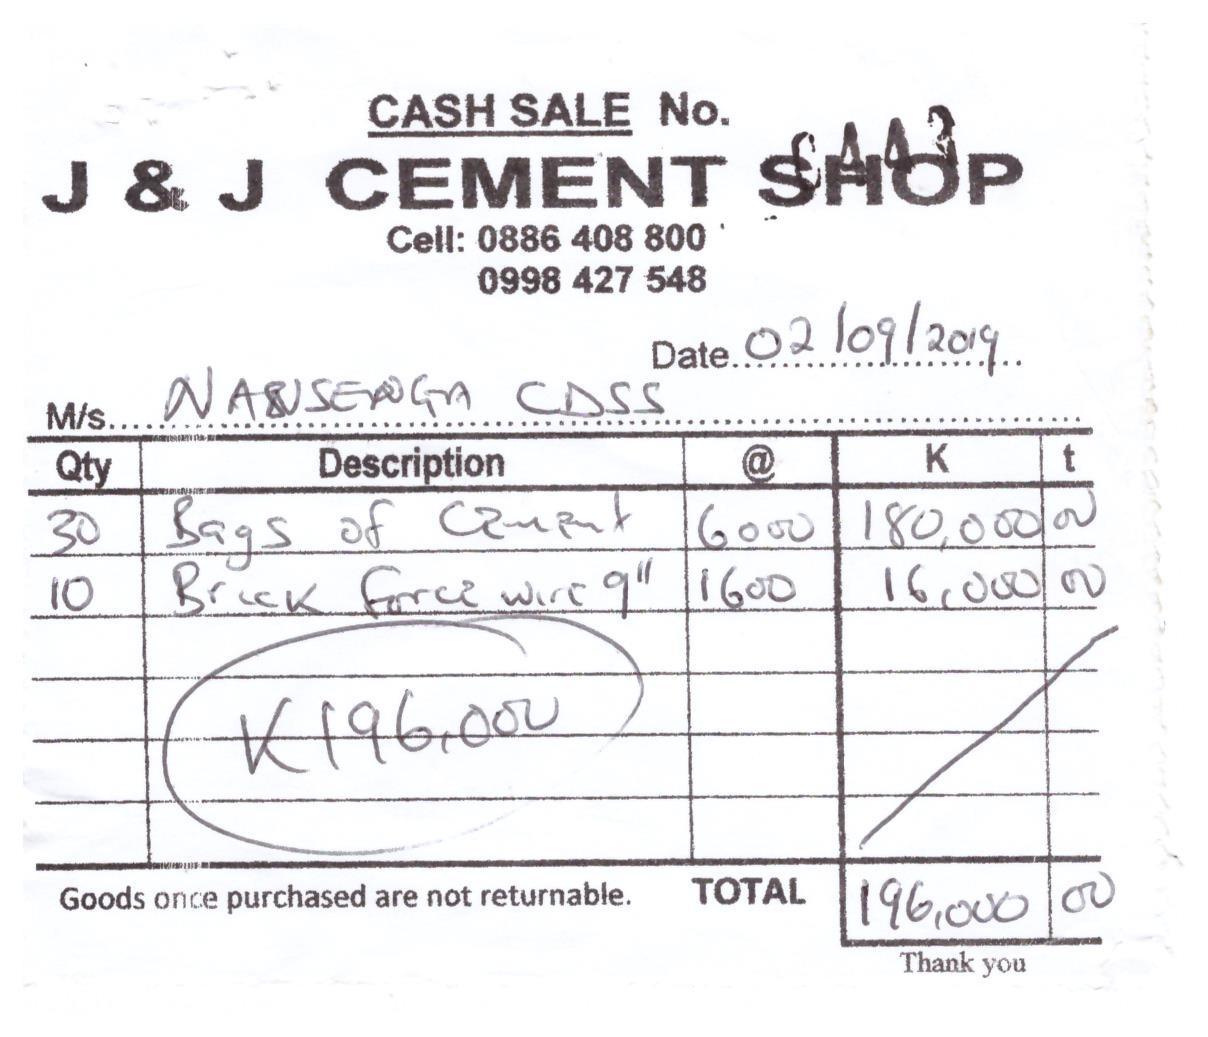 CASH SALE No.
J & J CEMENT SHOP
Cell: 0886 408 800
0998 427 548
Date 02/09/2019
M/s. CDSS
Qty Description @ K t
30 Bags of Cement 6000 180,000 00
10 Brick force wire 9" 1600 16,000 00
K196,000
Goods once purchased are not returnable. TOTAL 196,000 00
Thank you